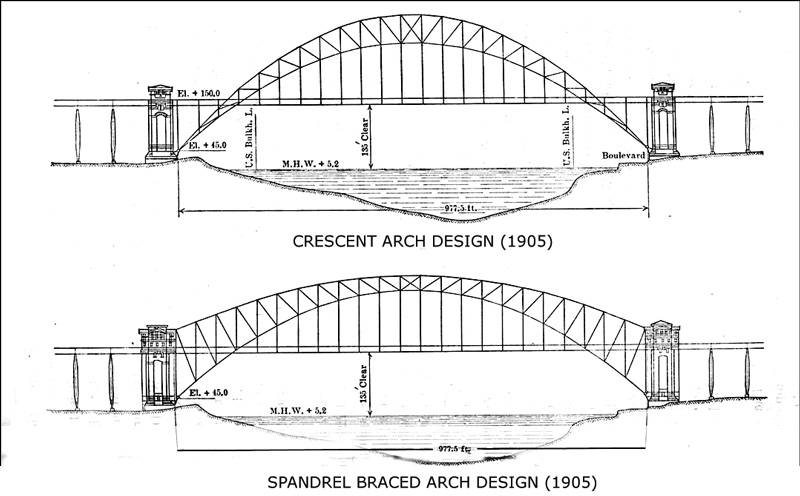 El. + 150.0
135 Clear
U.S. Bulkh. L.
U.S. Bulkh. L.
El. + 45.0
Boulevard
M.H.W. + 5.2
977.5 ft.
CRESCENT ARCH DESIGN (1905)
135 Clear
El. + 45.0
M.H.W. + 5.2
977.5 ft.
SPANDREL BRACED ARCH DESIGN (1905)